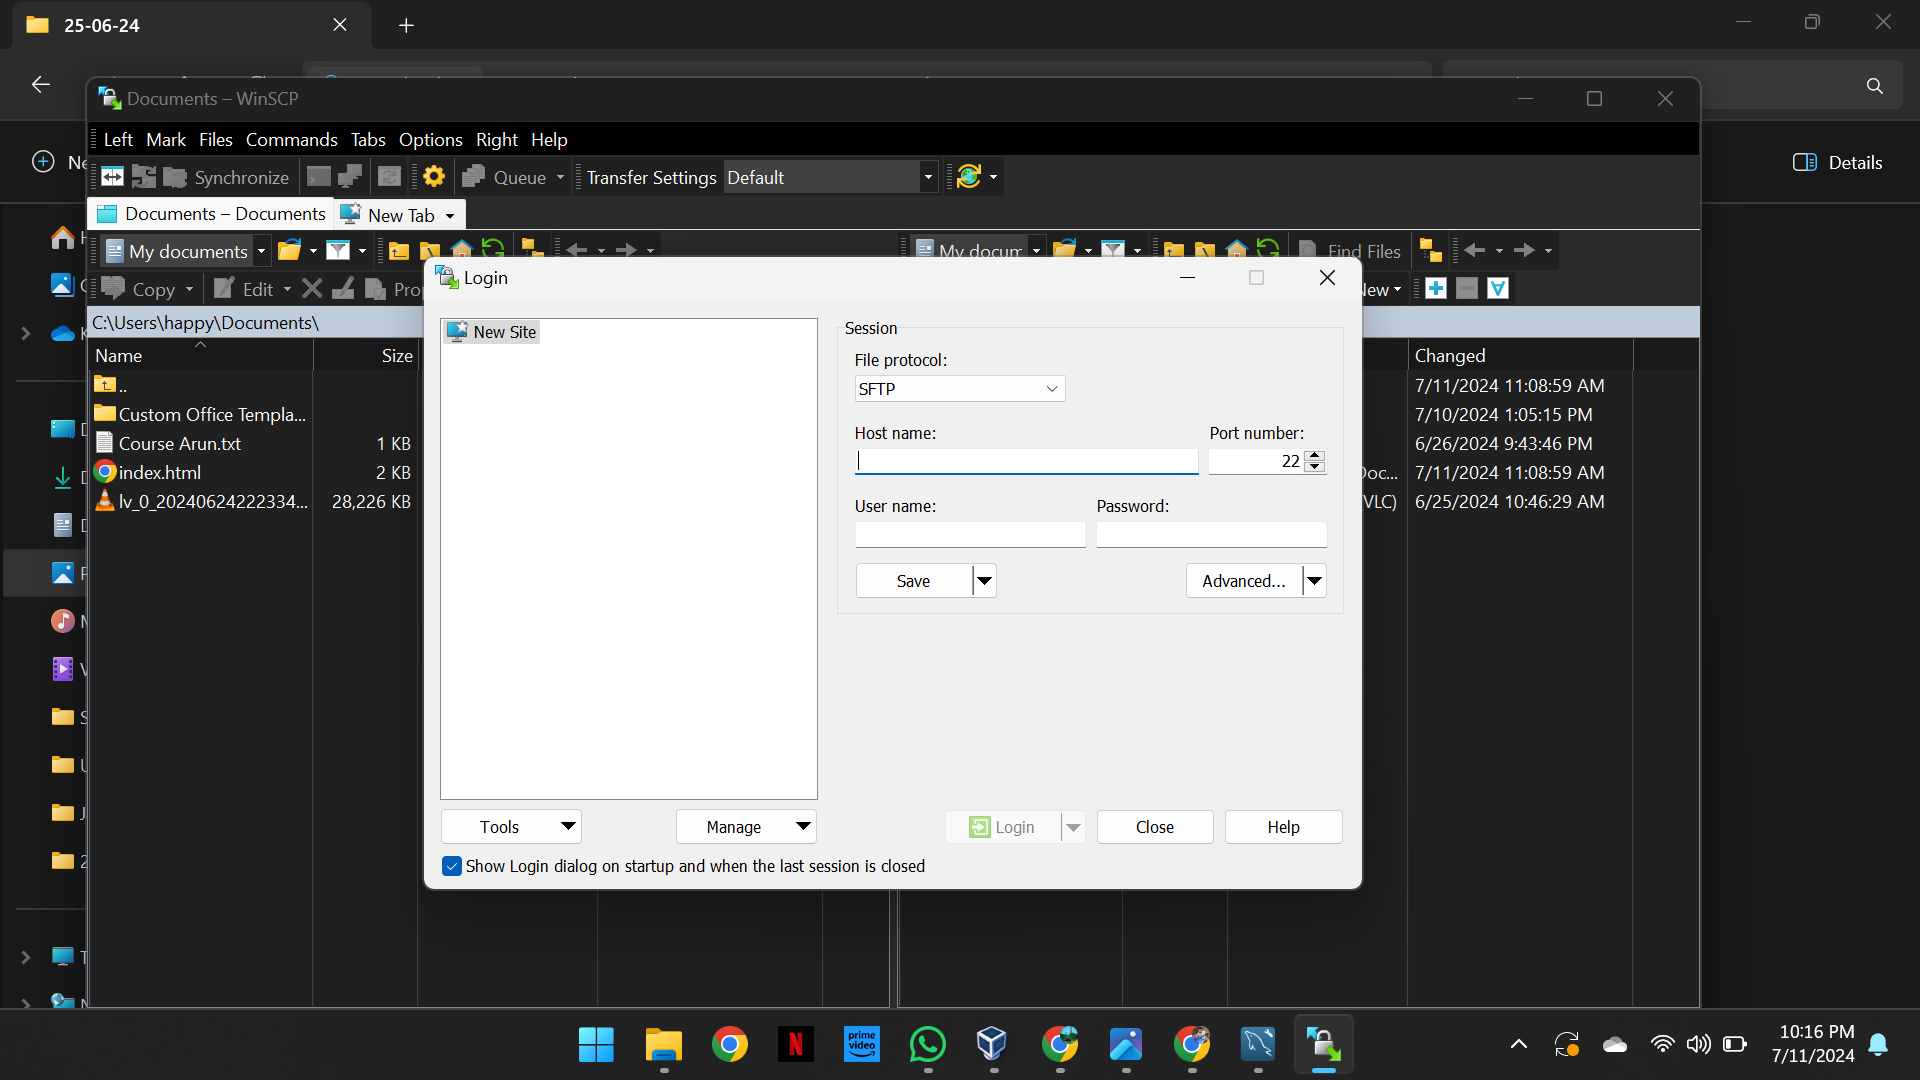 25-06-24
Documents – WinSCP
Left Mark Files Commands Tabs Options Right Help
Details
Synchronize Queue Transfer Settings Default
Documents – Documents New Tab
My documents My docum Find Files
Copy Edit
Login
C:\Users\happy\Documents\
Name Size Changed
New Site
Session
File protocol:
SFTP
Host name: Port number:
22
User name: Password:
Save Advanced...
.. 7/11/2024 11:08:59 AM
Custom Office Templa... 7/10/2024 1:05:15 PM
Course Arun.txt 1 KB 6/26/2024 9:43:46 PM
index.html 2 KB 7/11/2024 11:08:59 AM
lv_0_20240624222334... 28,226 KB VLC) 6/25/2024 10:46:29 AM
Tools Manage Login Close Help
Show Login dialog on startup and when the last session is closed
prime video
N
10:16 PM
7/11/2024